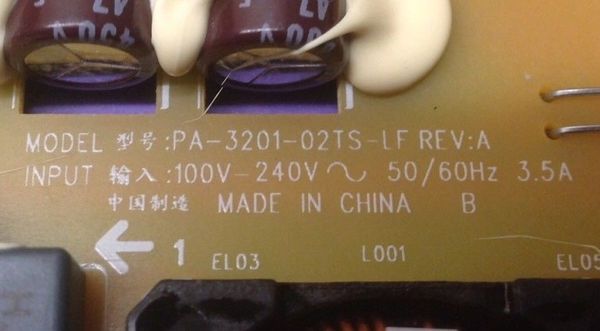 MODEL 型号:PA-3201-02TS-LF REV:A
INPUT 输入:100V-240V～ 50/60Hz 3.5A
中国制造 MADE IN CHINA B
1
EL03 L001 EL05